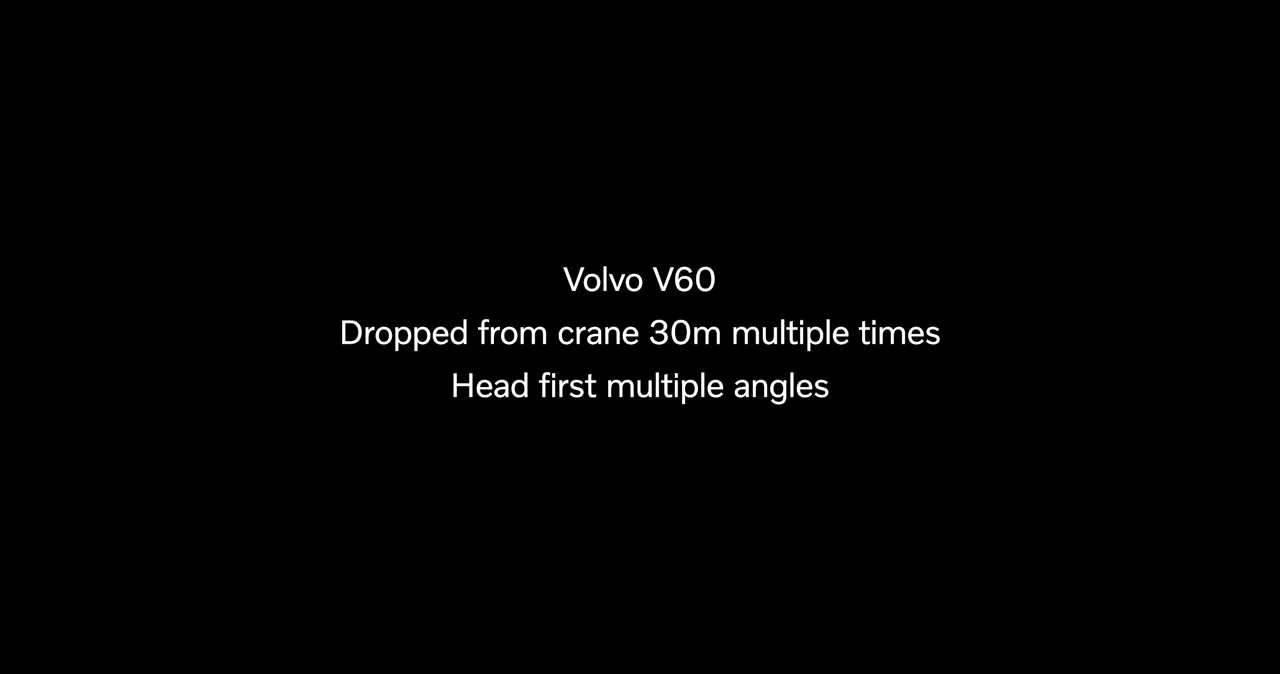 Volvo V60
Dropped from crane 30m multiple times
Head first multiple angles